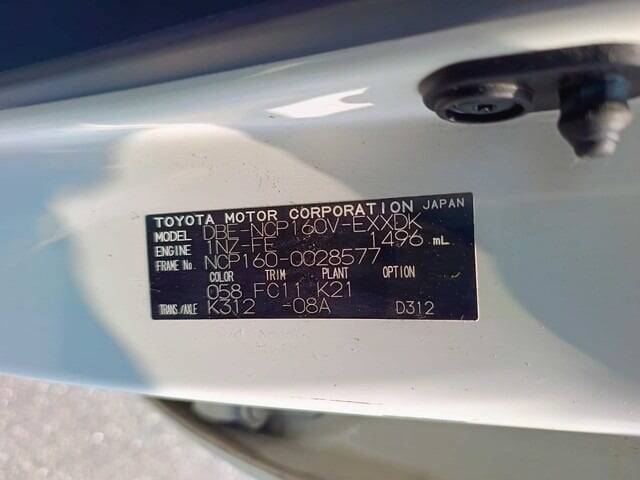 TOYOTA MOTOR CORPORATION JAPAN
MODEL DBE-NCP160V-EXXDK
ENGINE 1NZ-FE 1496 mL
FRAME No. NCP160-0028577
COLOR TRIM PLANT OPTION
058 FC11 K21
TRANS./AXLE K312 -08A D312